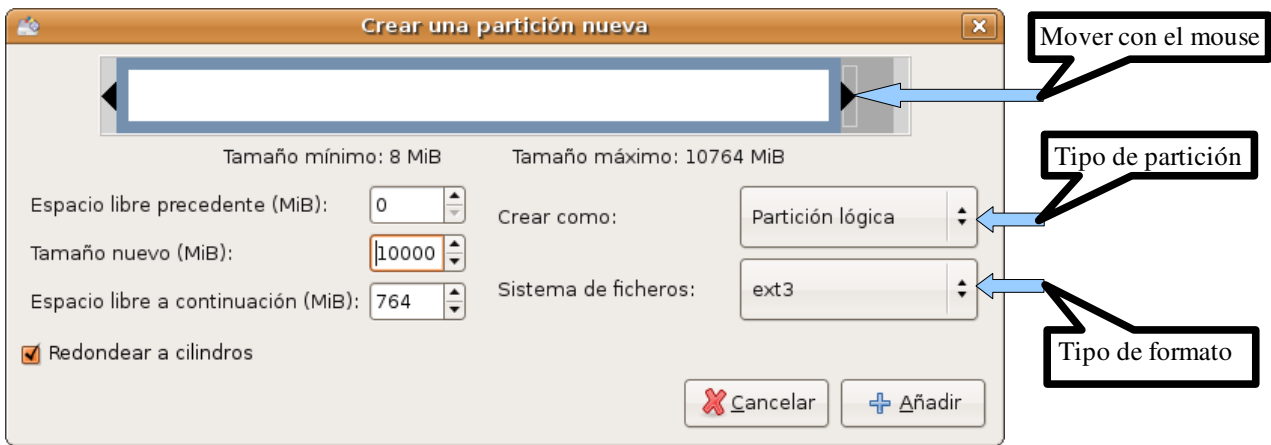 Crear una partición nueva
Mover con el mouse
Tamaño mínimo: 8 MiB Tamaño máximo: 10764 MiB
Tipo de partición
Espacio libre precedente (MiB): 0
Crear como: Partición lógica
Tamaño nuevo (MiB): 10000
Espacio libre a continuación (MiB): 764
Sistema de ficheros: ext3
Tipo de formato
Redondear a cilindros
Cancelar Añadir